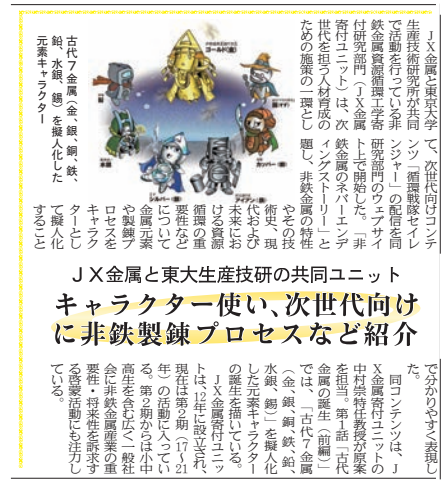 ＪＸ金属と東大生産技研の共同ユニット
キャラクター使い、次世代向け
に非鉄製錬プロセスなど紹介
ＪＸ金属と東京大学
生産技術研究所が共同
で活動を行っている非
鉄金属資源循環工学寄
付研究部門（ＪＸ金属
寄付ユニット）は、次
世代を担う人材育成の
ための施策の一環とし
て、次世代向けコンテ
ンツ「循環戦隊セイレ
ンジャー」の配信を同
研究部門のウェブサイ
ト上で開始した。「非
鉄金属のネバーエンデ
ィングストーリー」と
題し、非鉄金属の特性
やその技
術史、現
代および
未来にお
ける資源
循環の重
要性など
について
金属元素
や製錬プ
ロセスを
キャラク
ターとし
て擬人化
すること
で分かりやすく表現し
た。
同コンテンツは、Ｊ
Ｘ金属寄付ユニットの
中村崇特任教授が原案
を担当。第１話「古代
金属の誕生（前編）」
では、「古代７金属
（金、銀、銅、鉄、鉛、
水銀、錫）」を擬人化
した元素キャラクター
の誕生を描いている。
ＪＸ金属寄付ユニッ
トは、12年に設立され、
現在は第２期（17～21
年）の活動に入ってい
る。第２期からは小中
高生を含む広く一般社
会に非鉄金属産業の重
要性・将来性を訴求す
る啓蒙活動にも注力し
ている。
ゴールド（金）
カッパー（銅）
アイアン（鉄）
シルバー（銀）
水銀
古代７金属（金、銀、銅、鉄、
鉛、水銀、錫）を擬人化した
元素キャラクター